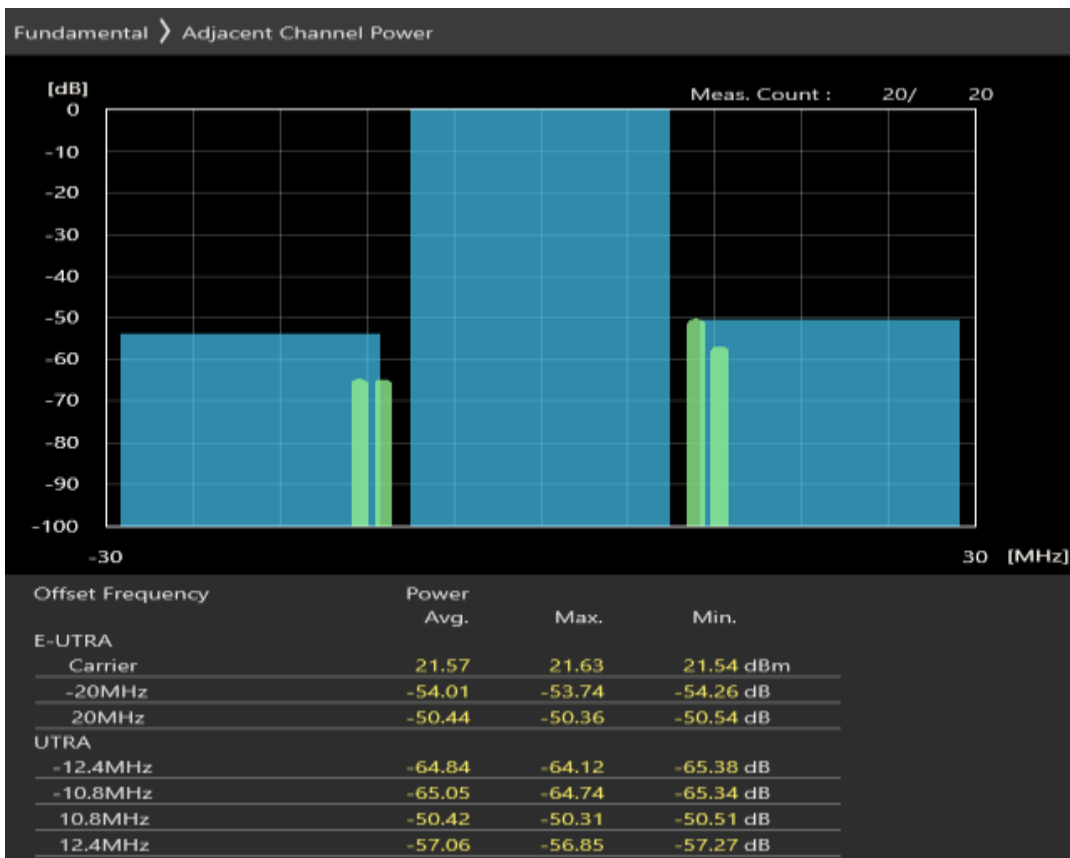 Fundamental 〉 Adjacent Channel Power
[dB]
Meas. Count : 20/ 20
0
-10
-20
-30
-40
-50
-60
-70
-80
-90
-100
-30 30 [MHz]
Offset Frequency Power
Avg. Max. Min.
E-UTRA
Carrier 21.57 21.63 21.54 dBm
-20MHz -54.01 -53.74 -54.26 dB
20MHz -50.44 -50.36 -50.54 dB
UTRA
-12.4MHz -64.84 -64.12 -65.38 dB
-10.8MHz -65.05 -64.74 -65.34 dB
10.8MHz -50.42 -50.31 -50.51 dB
12.4MHz -57.06 -56.85 -57.27 dB